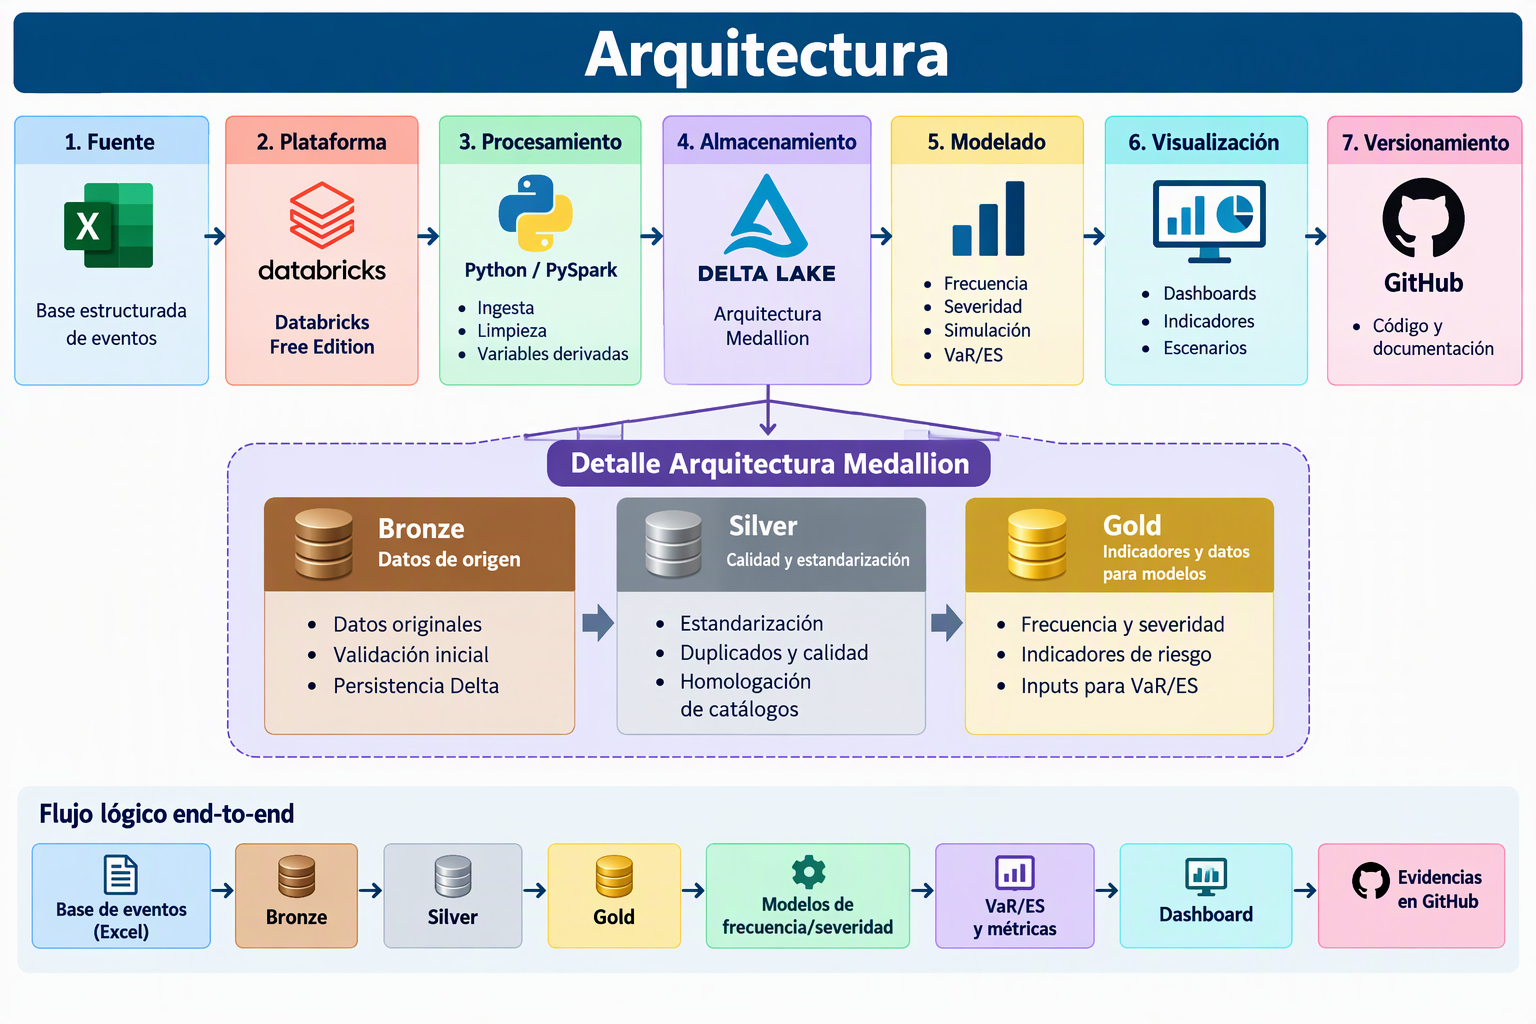 Arquitectura
1. Fuente
X
Base estructurada
de eventos
2. Plataforma
databricks
Databricks
Free Edition
3. Procesamiento
Python / PySpark
• Ingesta
• Limpieza
• Variables derivadas
4. Almacenamiento
DELTA LAKE
Arquitectura
Medallion
5. Modelado
• Frecuencia
• Severidad
• Simulación
• VaR/ES
6. Visualización
• Dashboards
• Indicadores
• Escenarios
7. Versionamiento
GitHub
• Código y
documentación
Detalle Arquitectura Medallion
Bronze
Datos de origen
• Datos originales
• Validación inicial
• Persistencia Delta
Silver
Calidad y estandarización
• Estandarización
• Duplicados y calidad
• Homologación
de catálogos
Gold
Indicadores y datos
para modelos
• Frecuencia y severidad
• Indicadores de riesgo
• Inputs para VaR/ES
Flujo lógico end-to-end
Base de eventos
(Excel)
Bronze
Silver
Gold
Modelos de
frecuencia/severidad
VaR/ES
y métricas
Dashboard
Evidencias
en GitHub